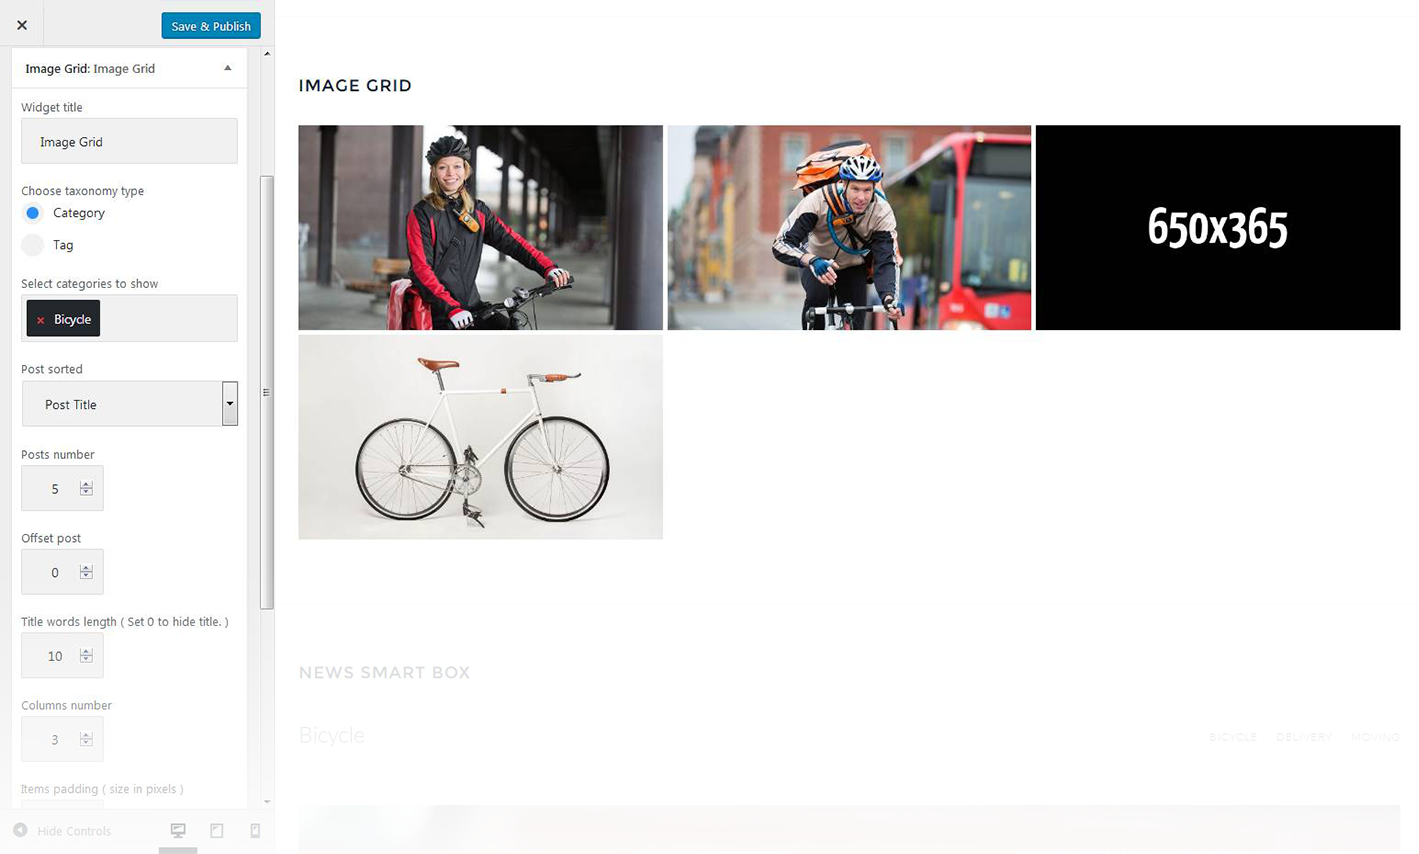 Save & Publish
Image Grid: Image Grid
Widget title
Image Grid
Choose taxonomy type
Category
Tag
Select categories to show
× Bicycle
Post sorted
Post Title
Posts number
5
Offset post
0
Title words length ( Set 0 to hide title. )
10
Columns number
3
Items padding ( size in pixels )
Hide Controls
IMAGE GRID
650x365
NEWS SMART BOX
Bicycle
BICYCLE DELIVERY MOVING